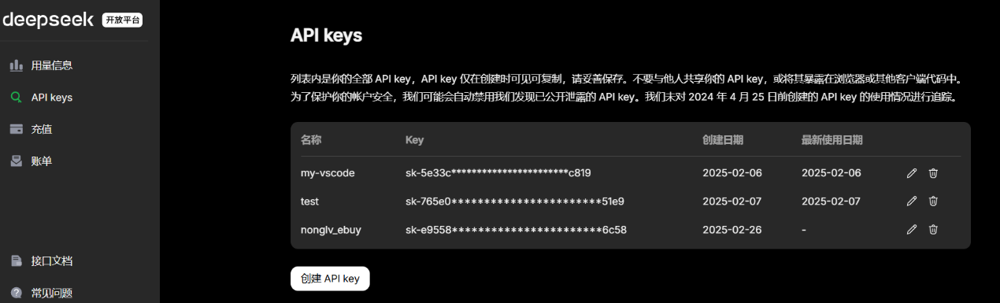 deepseek 开放平台
用量信息
API keys
充值
账单
接口文档
常见问题
API keys
列表内是你的全部 API key，API key 仅在创建时可见可复制，请妥善保存。不要与他人共享你的 API key，或将其暴露在浏览器或其他客户端代码中。
为了保护你的帐户安全，我们可能会自动禁用我们发现已公开泄露的 API key。我们未对 2024 年 4 月 25 日前创建的 API key 的使用情况进行追踪。
名称 Key 创建日期 最新使用日期
my-vscode sk-5e33c***********************c819 2025-02-06 2025-02-06
test sk-765e0***********************51e9 2025-02-07 2025-02-07
nonglv_ebuy sk-e9558***********************6c58 2025-02-26 -
创建 API key